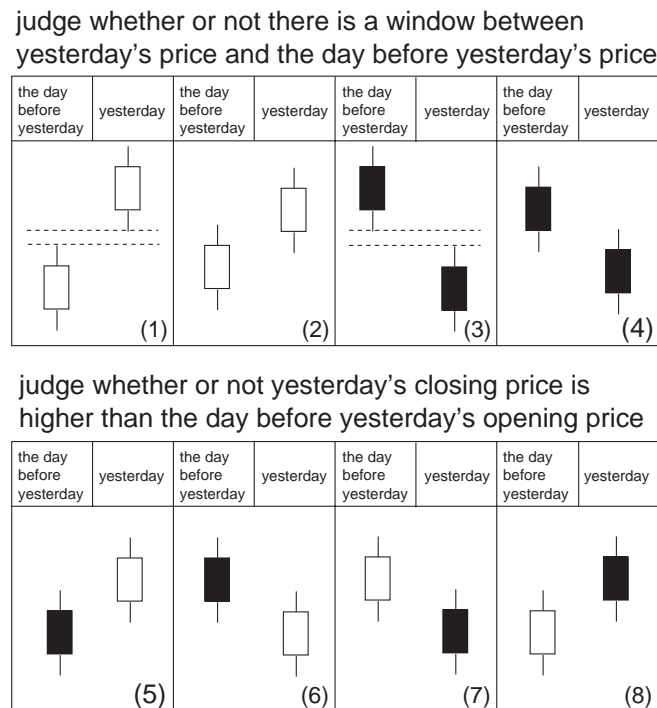 judge whether or not there is a window between
yesterday's price and the day before yesterday's price
the day before yesterday
yesterday
the day before yesterday
yesterday
the day before yesterday
yesterday
the day before yesterday
yesterday
(1)
(2)
(3)
(4)
judge whether or not yesterday's closing price is
higher than the day before yesterday's opening price
the day before yesterday
yesterday
the day before yesterday
yesterday
the day before yesterday
yesterday
the day before yesterday
yesterday
(5)
(6)
(7)
(8)